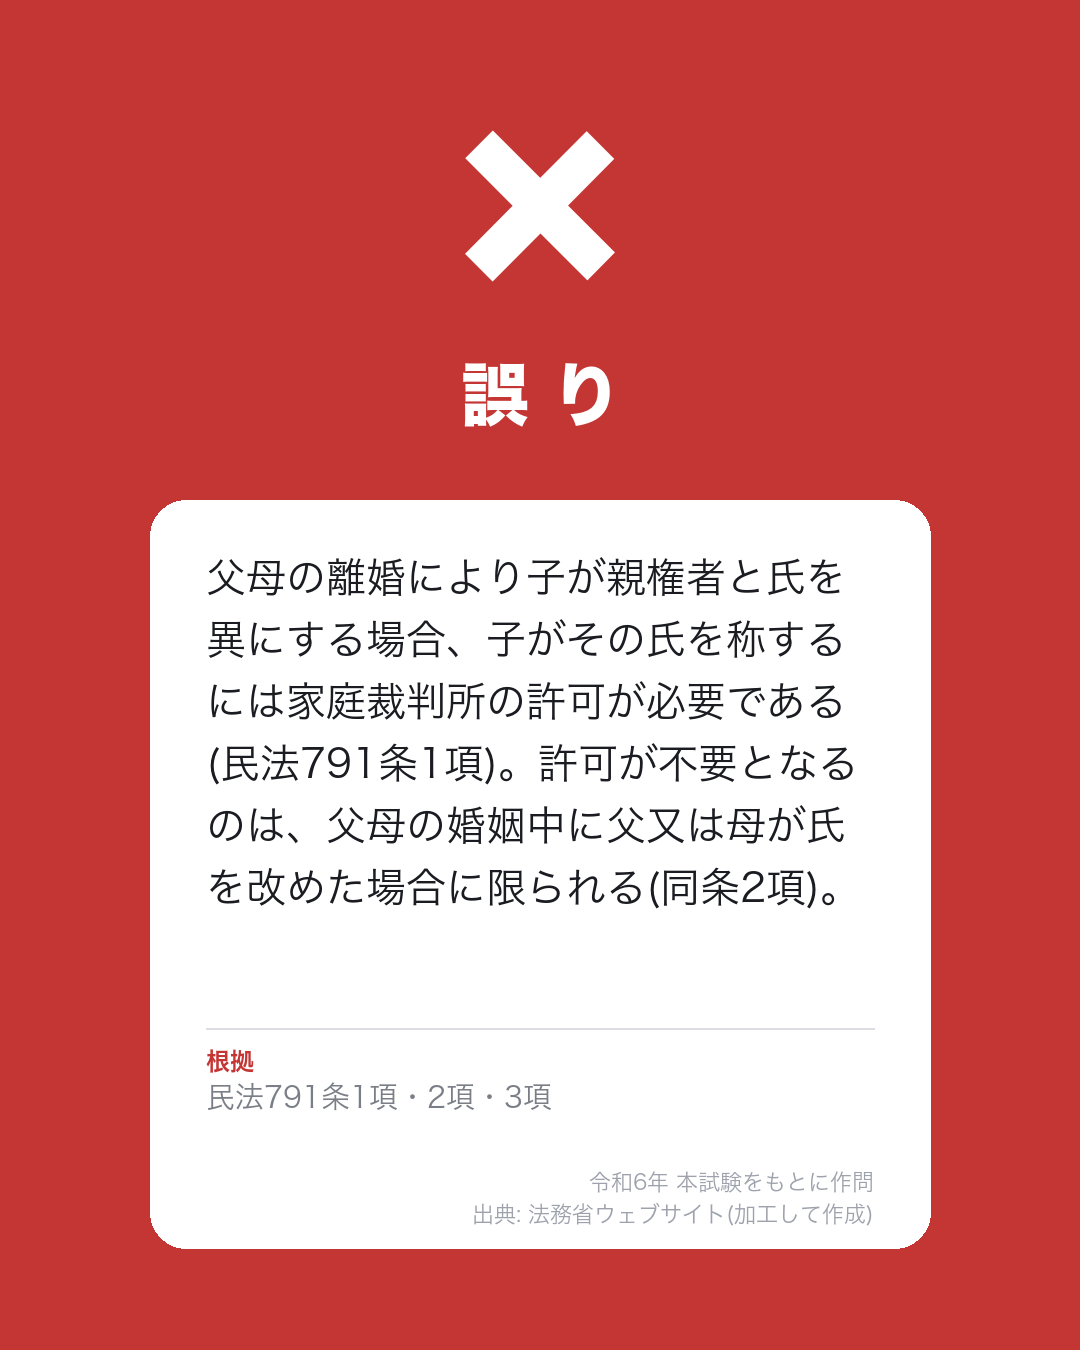 誤り
父母の離婚により子が親権者と氏を
異にする場合、子がその氏を称する
には家庭裁判所の許可が必要である
(民法791条1項)。許可が不要となる
のは、父母の婚姻中に父又は母が氏
を改めた場合に限られる(同条2項)。
根拠
民法791条1項・2項・3項
令和6年 本試験をもとに作問
出典: 法務省ウェブサイト(加工して作成)